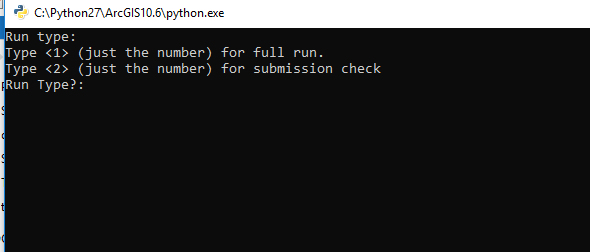 C:\Python27\ArcGIS10.6\python.exe
Run type:
Type <1> (just the number) for full run.
Type <2> (just the number) for submission check
Run Type?: